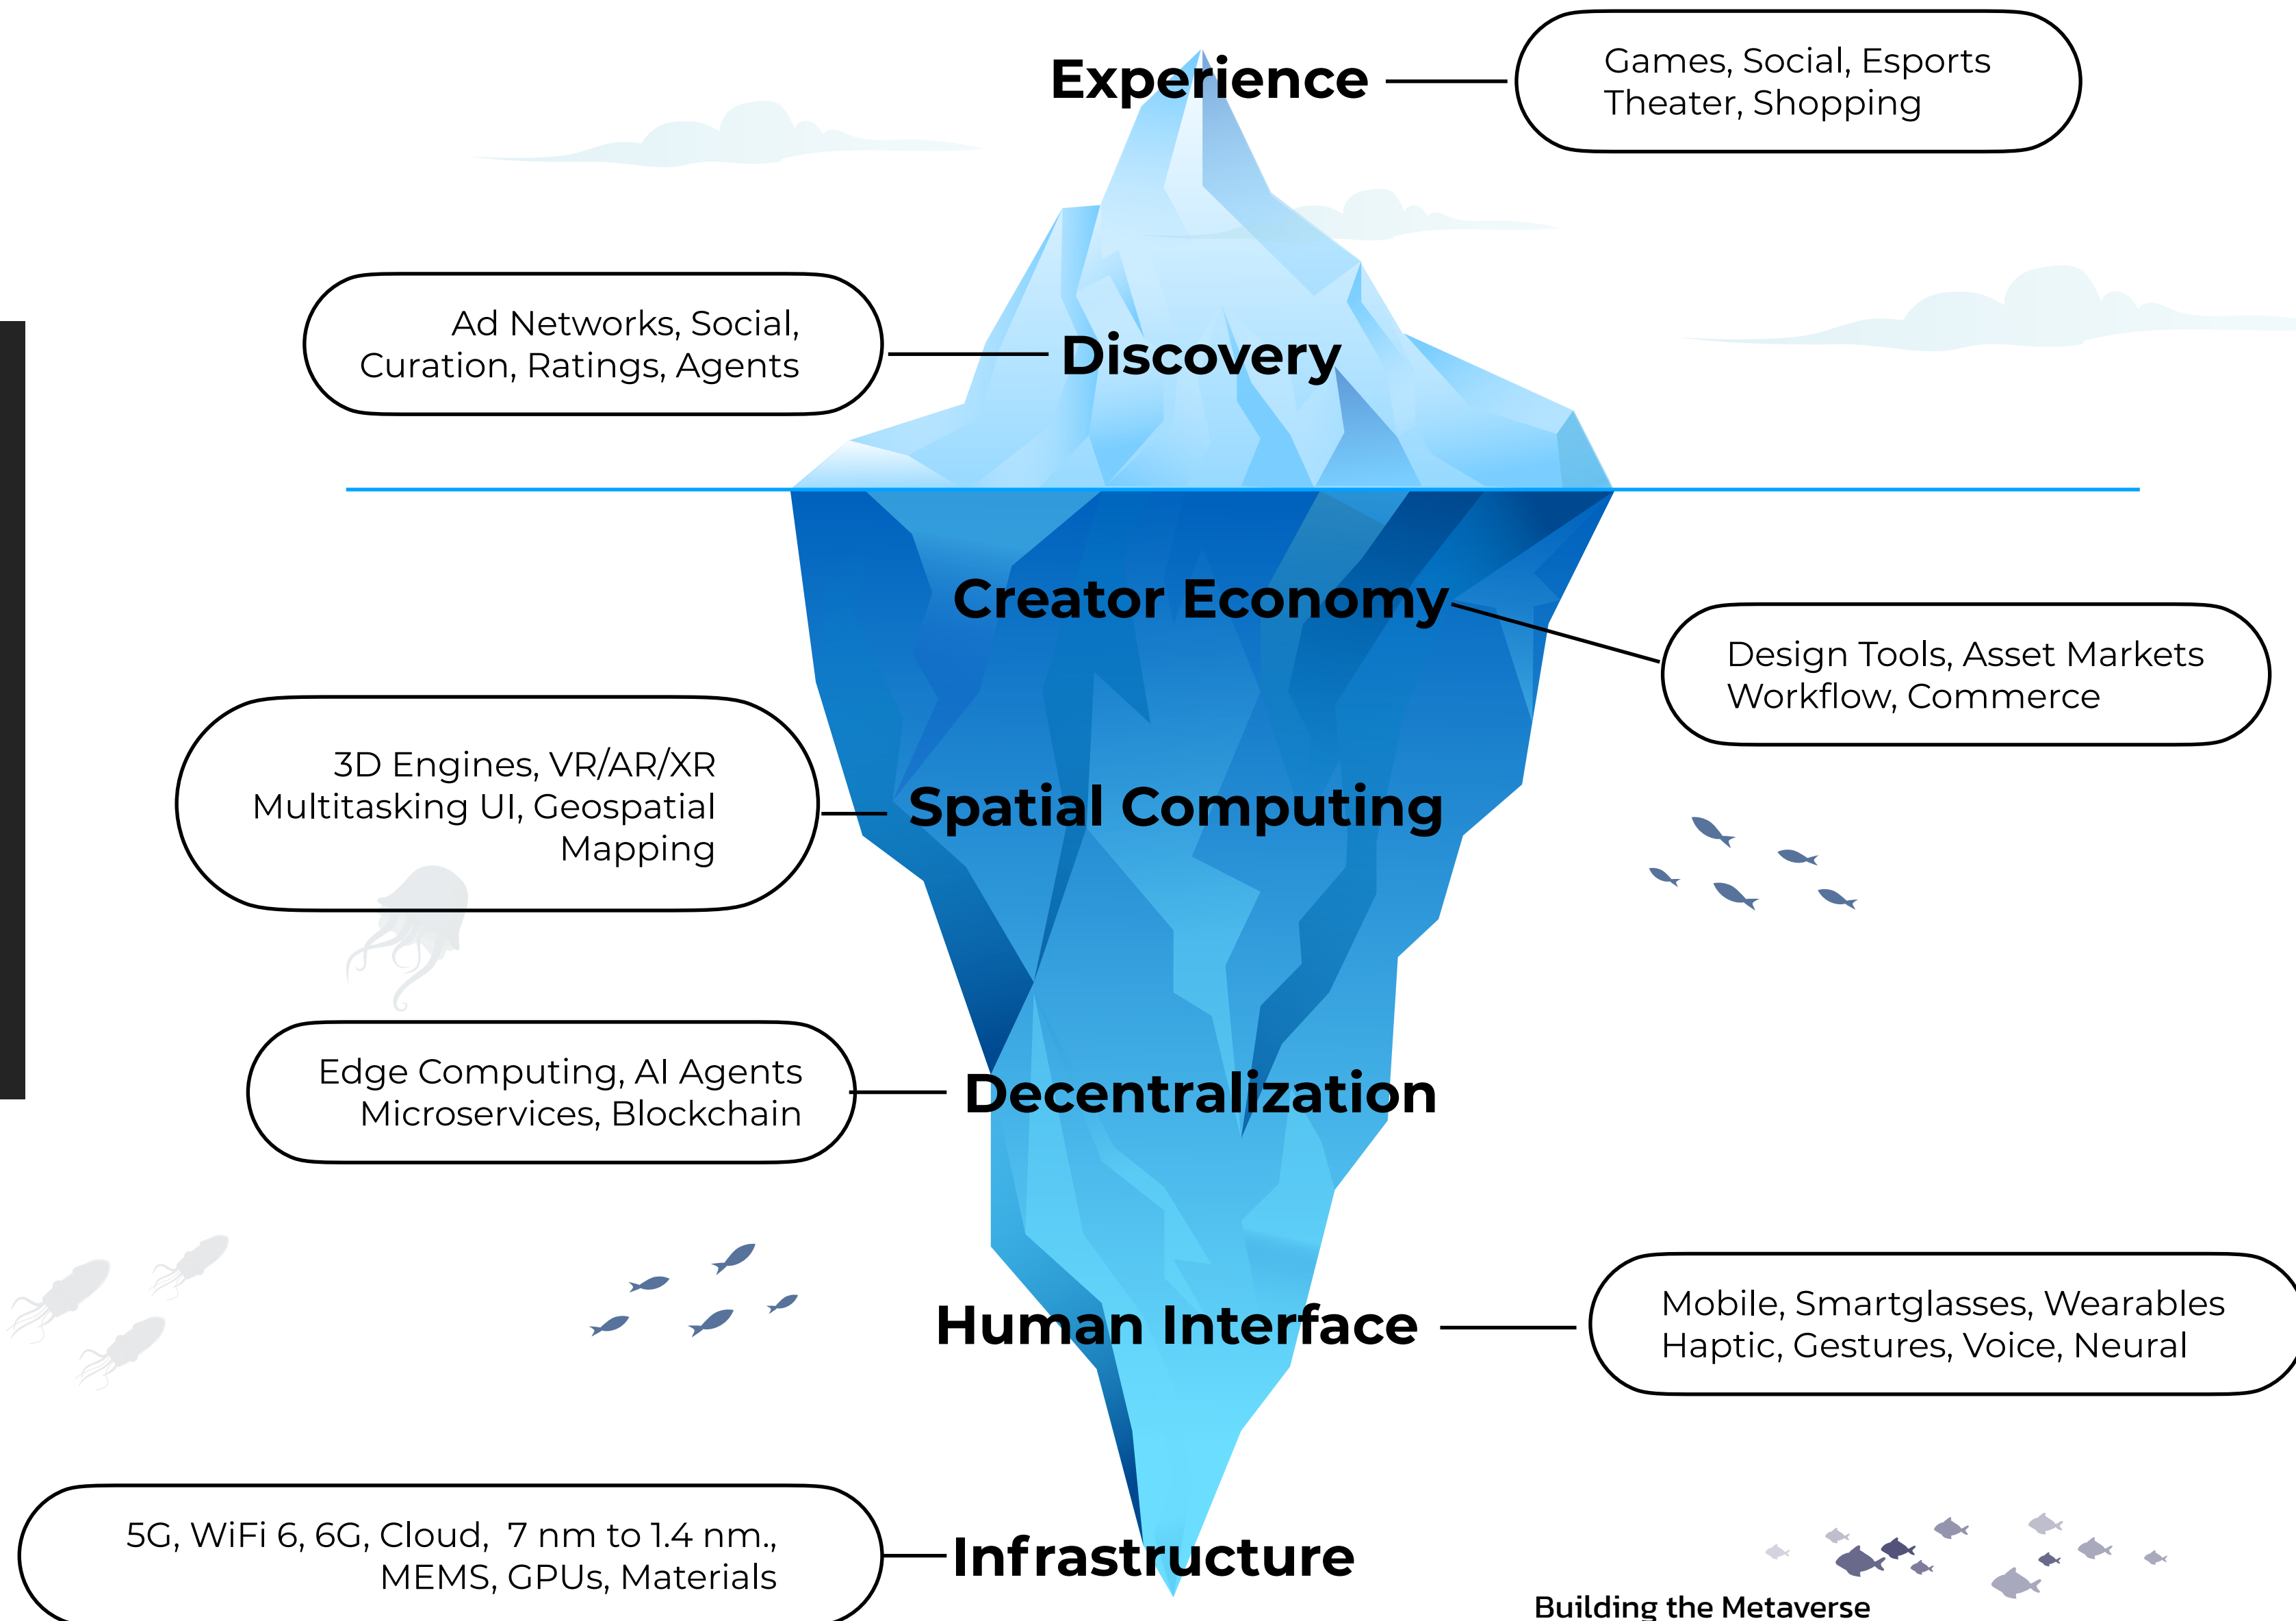 Experience
Games, Social, Esports
Theater, Shopping
Ad Networks, Social,
Curation, Ratings, Agents
Discovery
Creator Economy
Design Tools, Asset Markets
Workflow, Commerce
3D Engines, VR/AR/XR
Multitasking UI, Geospatial
Mapping
Spatial Computing
Edge Computing, AI Agents
Microservices, Blockchain
Decentralization
Human Interface
Mobile, Smartglasses, Wearables
Haptic, Gestures, Voice, Neural
5G, WiFi 6, 6G, Cloud,  7 nm to 1.4 nm.,
MEMS, GPUs, Materials
Infrastructure
Building the Metaverse